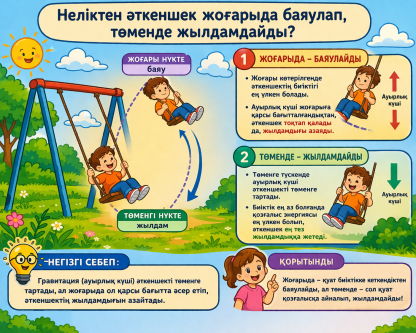 Неліктен әткеншек жоғарыда баяулап,
төменде жылдамдайды?
ЖОҒАРЫ НҮКТЕ
баяу
ТӨМЕНГІ НҮКТЕ
жылдам
1 ЖОҒАРЫДА – БАЯУЛАЙДЫ
• Жоғары көтерілгенде
әткеншектің биіктігі
ең үлкен болады.
• Ауырлық күші жоғарыға
қарсы бағытталғандықтан,
әткеншек тоқтап қалады
да, жылдамдығы азаяды.
Ауырлық
күші
2 ТӨМЕНДЕ – ЖЫЛДАМДАЙДЫ
• Төменге түскенде
ауырлық күші
әткеншекті төменге
тартады.
• Биіктік ең аз болғанда
қозғалыс энергиясы
ең үлкен болып,
әткеншек ең тез
жылдамдыққа жетеді.
Ауырлық
күші
НЕГІЗГІ СЕБЕП:
Гравитация (ауырлық күші) әткеншекті төменге
тартады, ал жоғарыда ол қарсы бағытта әсер етіп,
әткеншектің жылдамдығын азайтады.
ҚОРЫТЫНДЫ
Жоғарыда – қуат биіктікке кеткендіктен
баяулайды, ал төменде – сол қуат
қозғалысқа айналып, жылдамдайды!